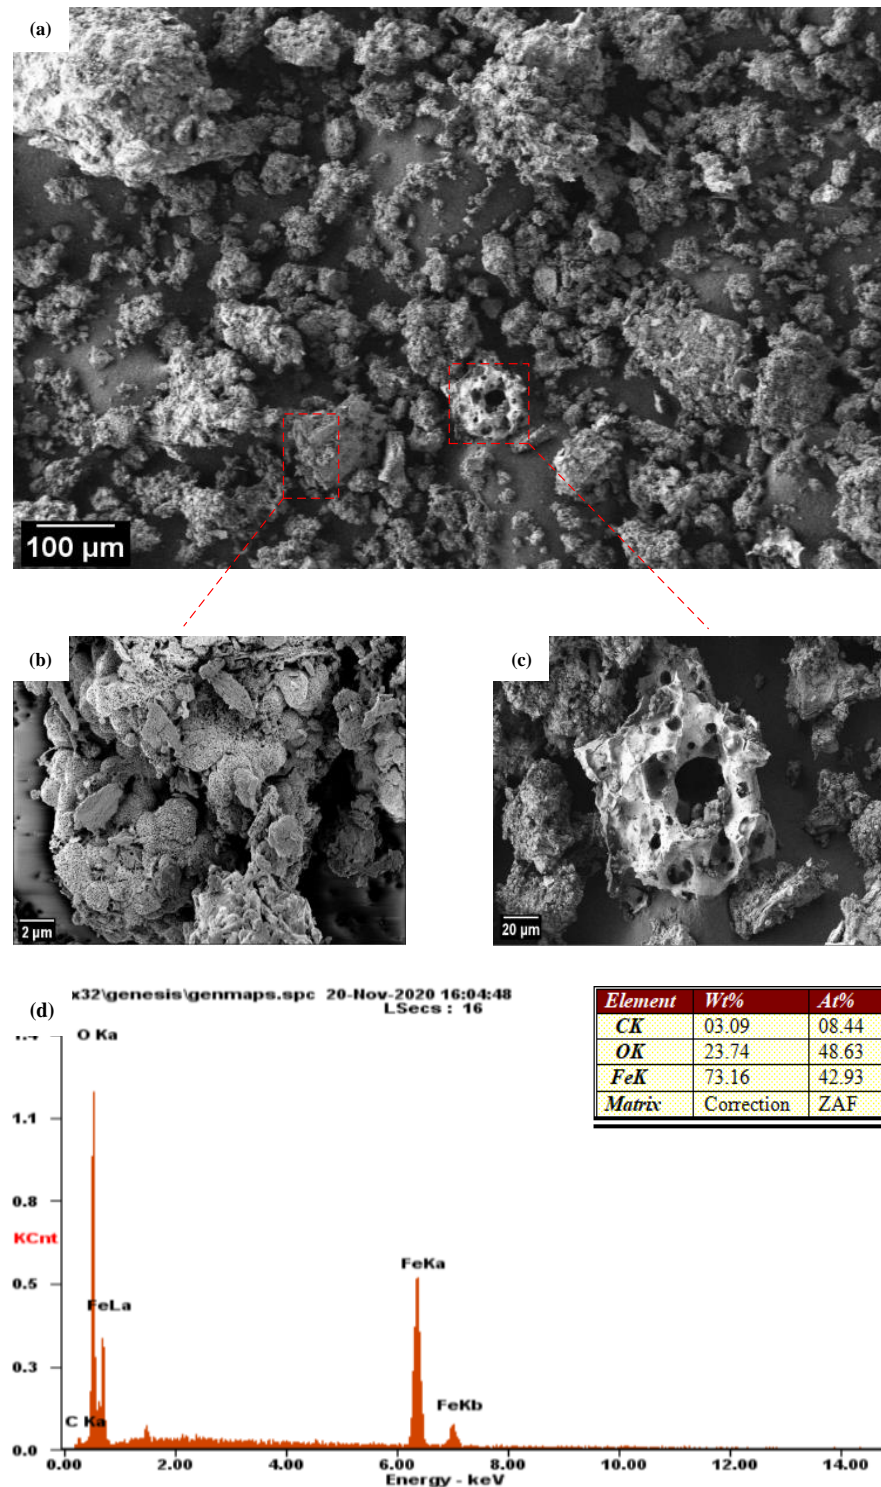 (a)
100 μm
(b)
2 μm
(c)
20 μm
x32\genesis\genmaps.spc 20-Nov-2020 16:04:48
LSecs : 16
(d)
Element Wt% At%
CK 03.09 08.44
OK 23.74 48.63
FeK 73.16 42.93
Matrix Correction ZAF
O Ka
1.4
1.1
0.8
KCnt
FeKa
0.5
FeLa
0.3
FeKb
C Ka
0.0
0.00 2.00 4.00 6.00 8.00 10.00 12.00 14.00
Energy - keV